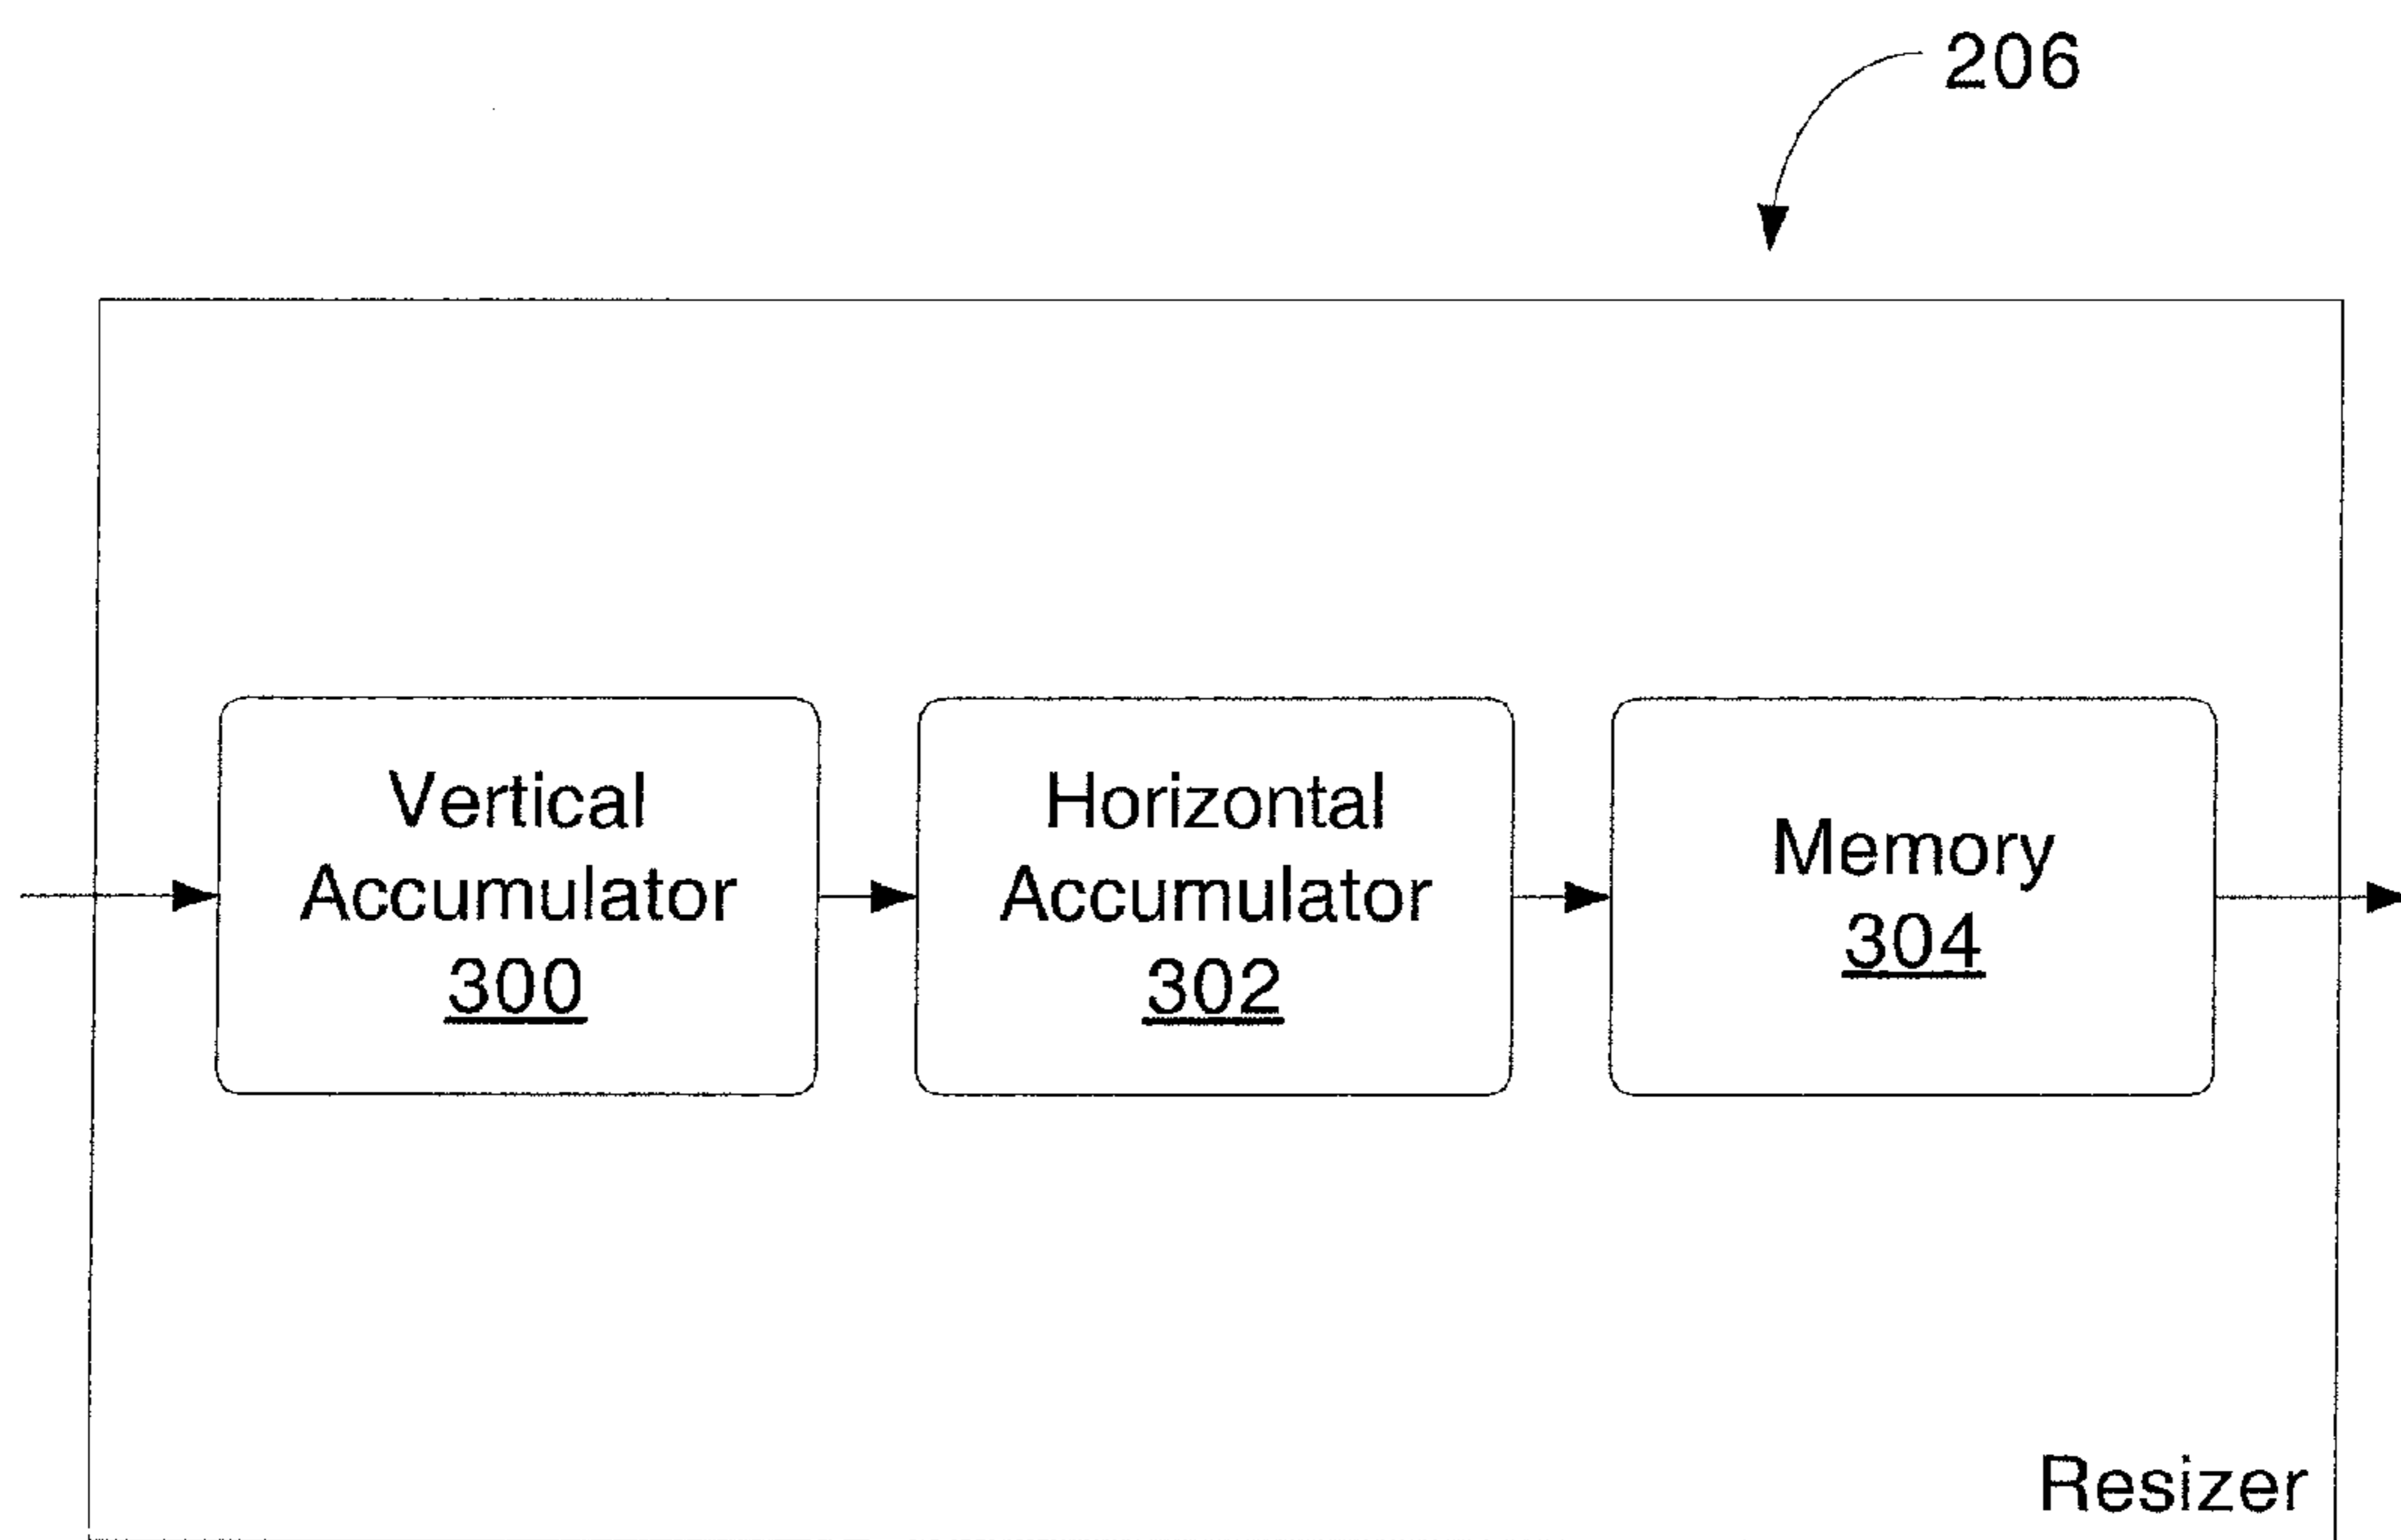 206
Vertical
Accumulator
300
Horizontal
Accumulator
302
Memory
304
Resizer